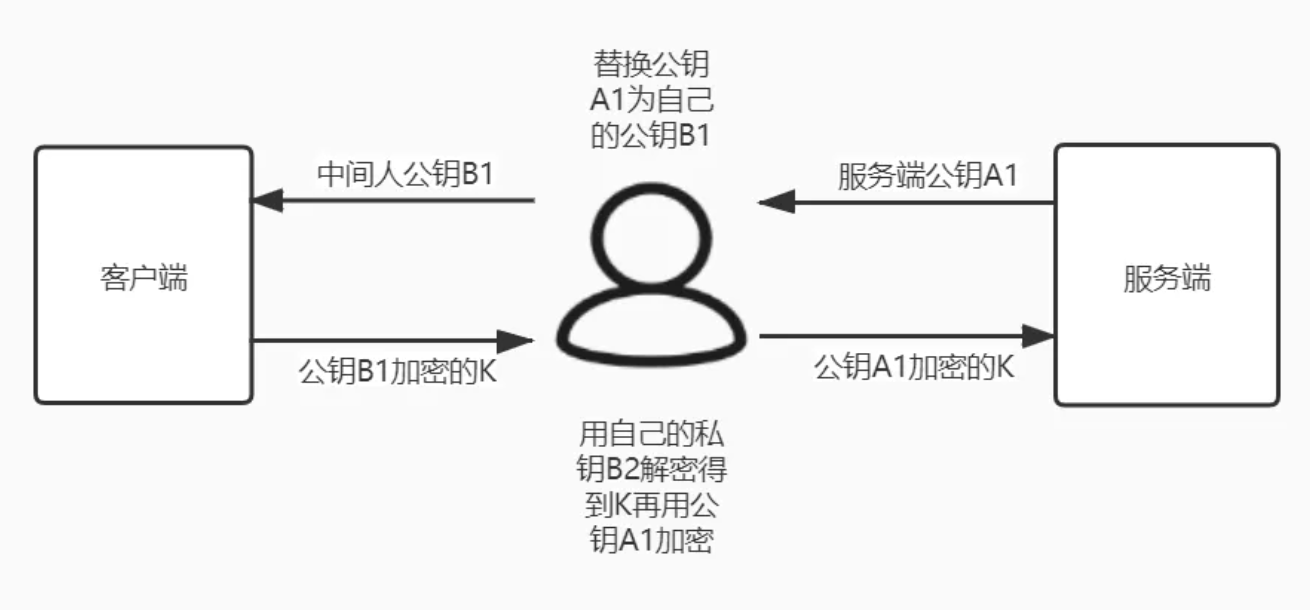 替换公钥
A1为自己
的公钥B1
中间人公钥B1
服务端公钥A1
客户端
服务端
公钥B1加密的K
公钥A1加密的K
用自己的私
钥B2解密得
到K再用公
钥A1加密